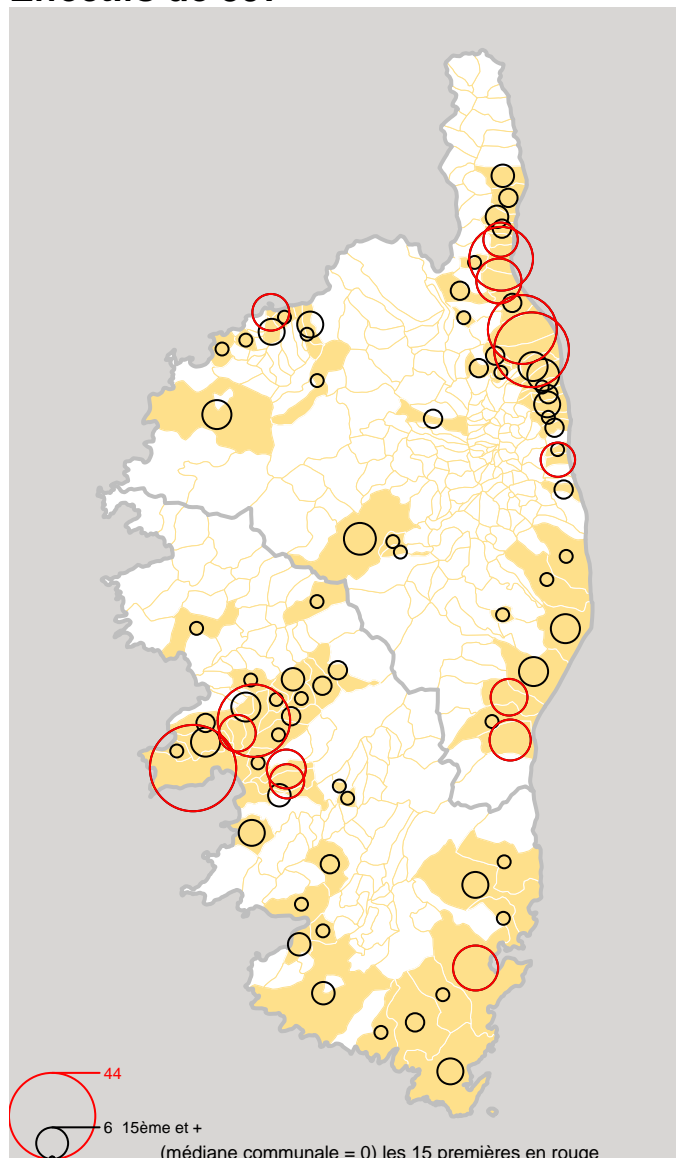 44
6 15ème et +
(médiane communale = 0) les 15 premières en rouge